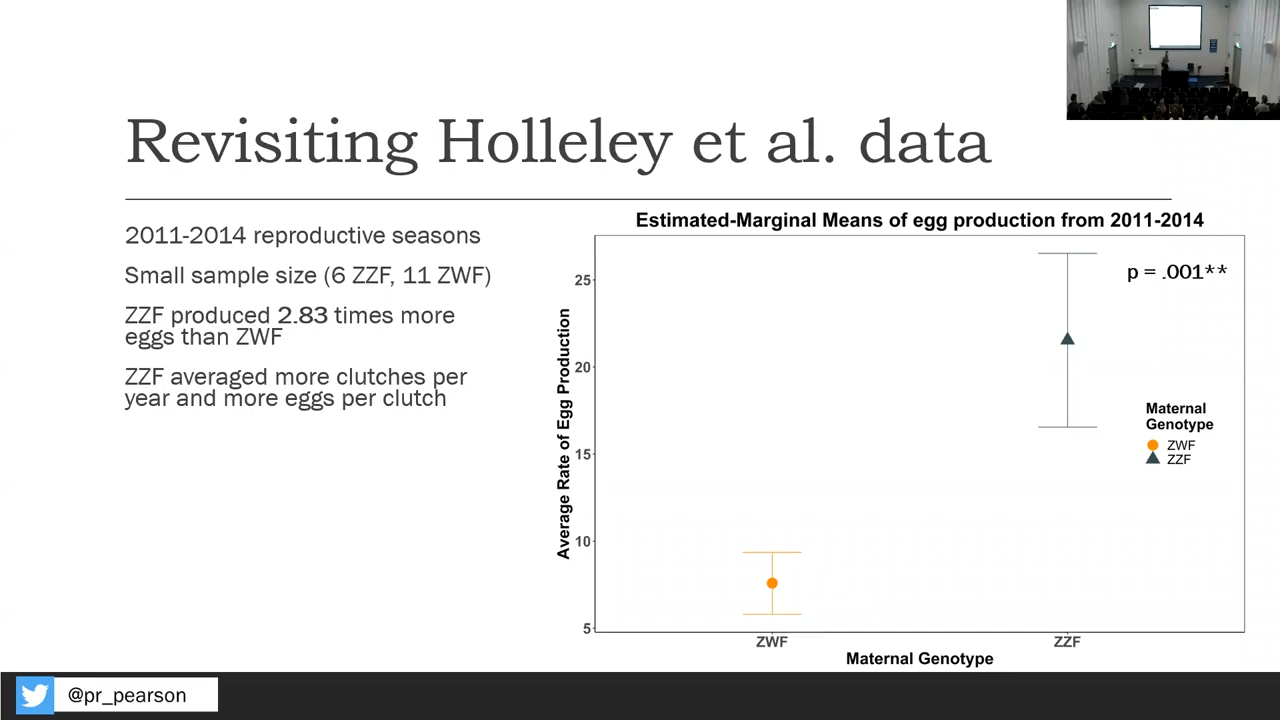 Revisiting Holleley et al. data
2011-2014 reproductive seasons
Small sample size (6 ZZF, 11 ZWF)
ZZF produced 2.83 times more
eggs than ZWF
ZZF averaged more clutches per
year and more eggs per clutch
Estimated-Marginal Means of egg production from 2011-2014
p = .001**
Average Rate of Egg Production
25
20
15
10
5
Maternal
Genotype
ZWF
ZZF
ZWF
ZZF
Maternal Genotype
@pr_pearson